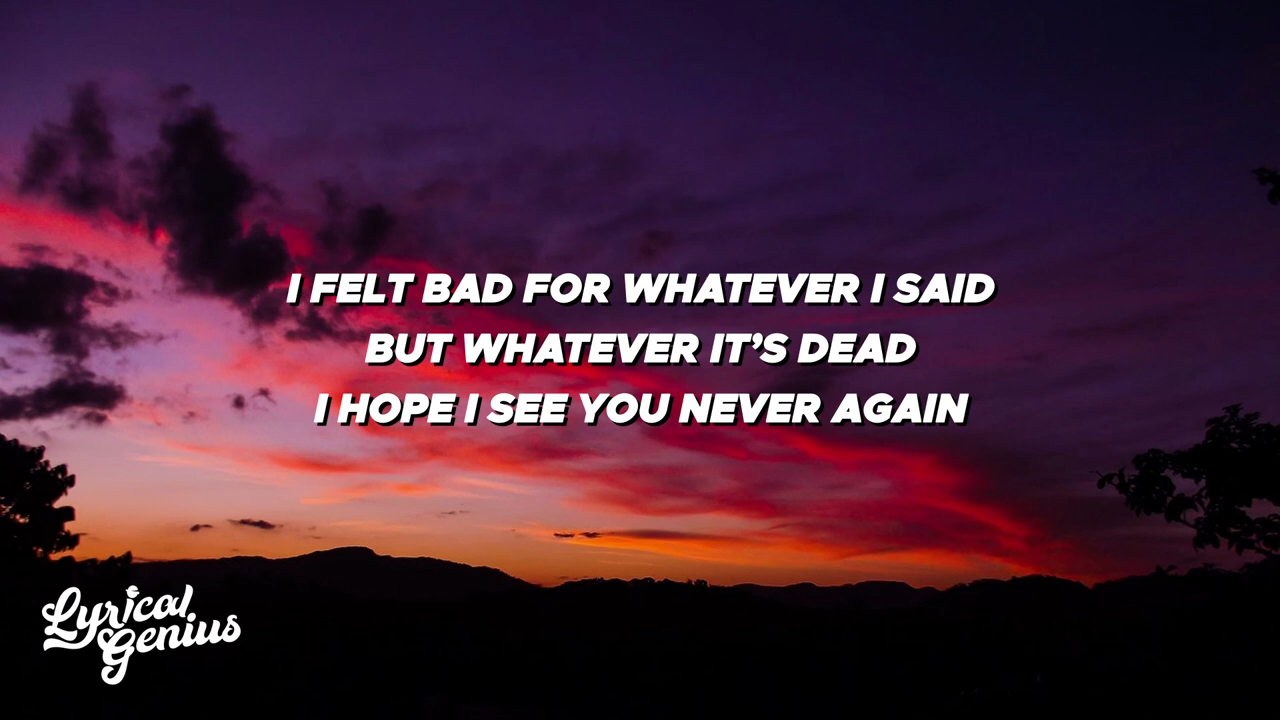 I FELT BAD FOR WHATEVER I SAID
BUT WHATEVER IT’S DEAD
I HOPE I SEE YOU NEVER AGAIN
Lyrical
Genius